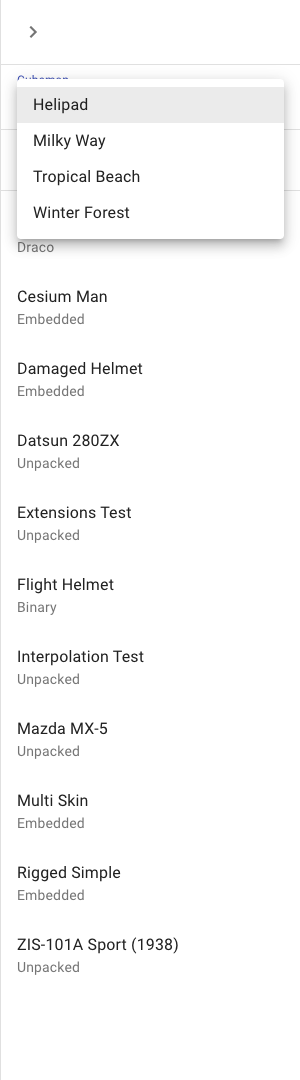 Helipad
Milky Way
Tropical Beach
Winter Forest
Draco
Cesium Man
Embedded
Damaged Helmet
Embedded
Datsun 280ZX
Unpacked
Extensions Test
Unpacked
Flight Helmet
Binary
Interpolation Test
Unpacked
Mazda MX-5
Unpacked
Multi Skin
Embedded
Rigged Simple
Embedded
ZIS-101A Sport (1938)
Unpacked